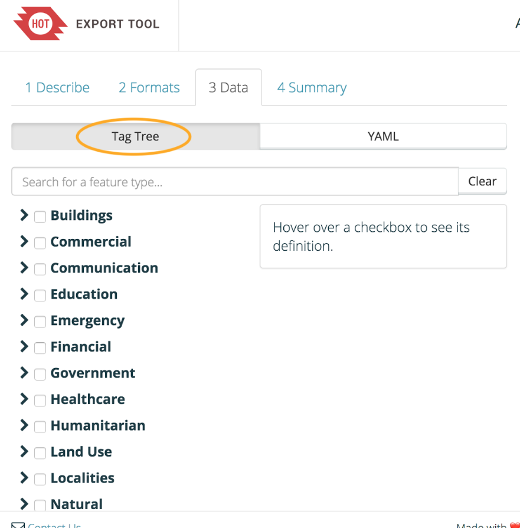 HOT EXPORT TOOL
A
1 Describe 2 Formats 3 Data 4 Summary
Tag Tree YAML
Search for a feature type... Clear
Buildings
Hover over a checkbox to see its
definition.
Commercial
Communication
Education
Emergency
Financial
Government
Healthcare
Humanitarian
Land Use
Localities
Natural
Contact Us Made with